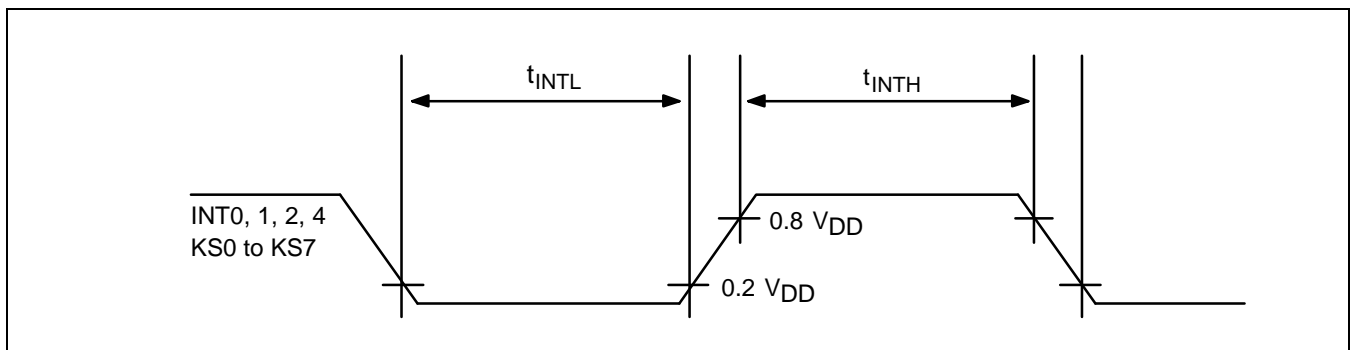 tINTL
tINTH
INT0, 1, 2, 4
KS0 to KS7
0.8 VDD
0.2 VDD